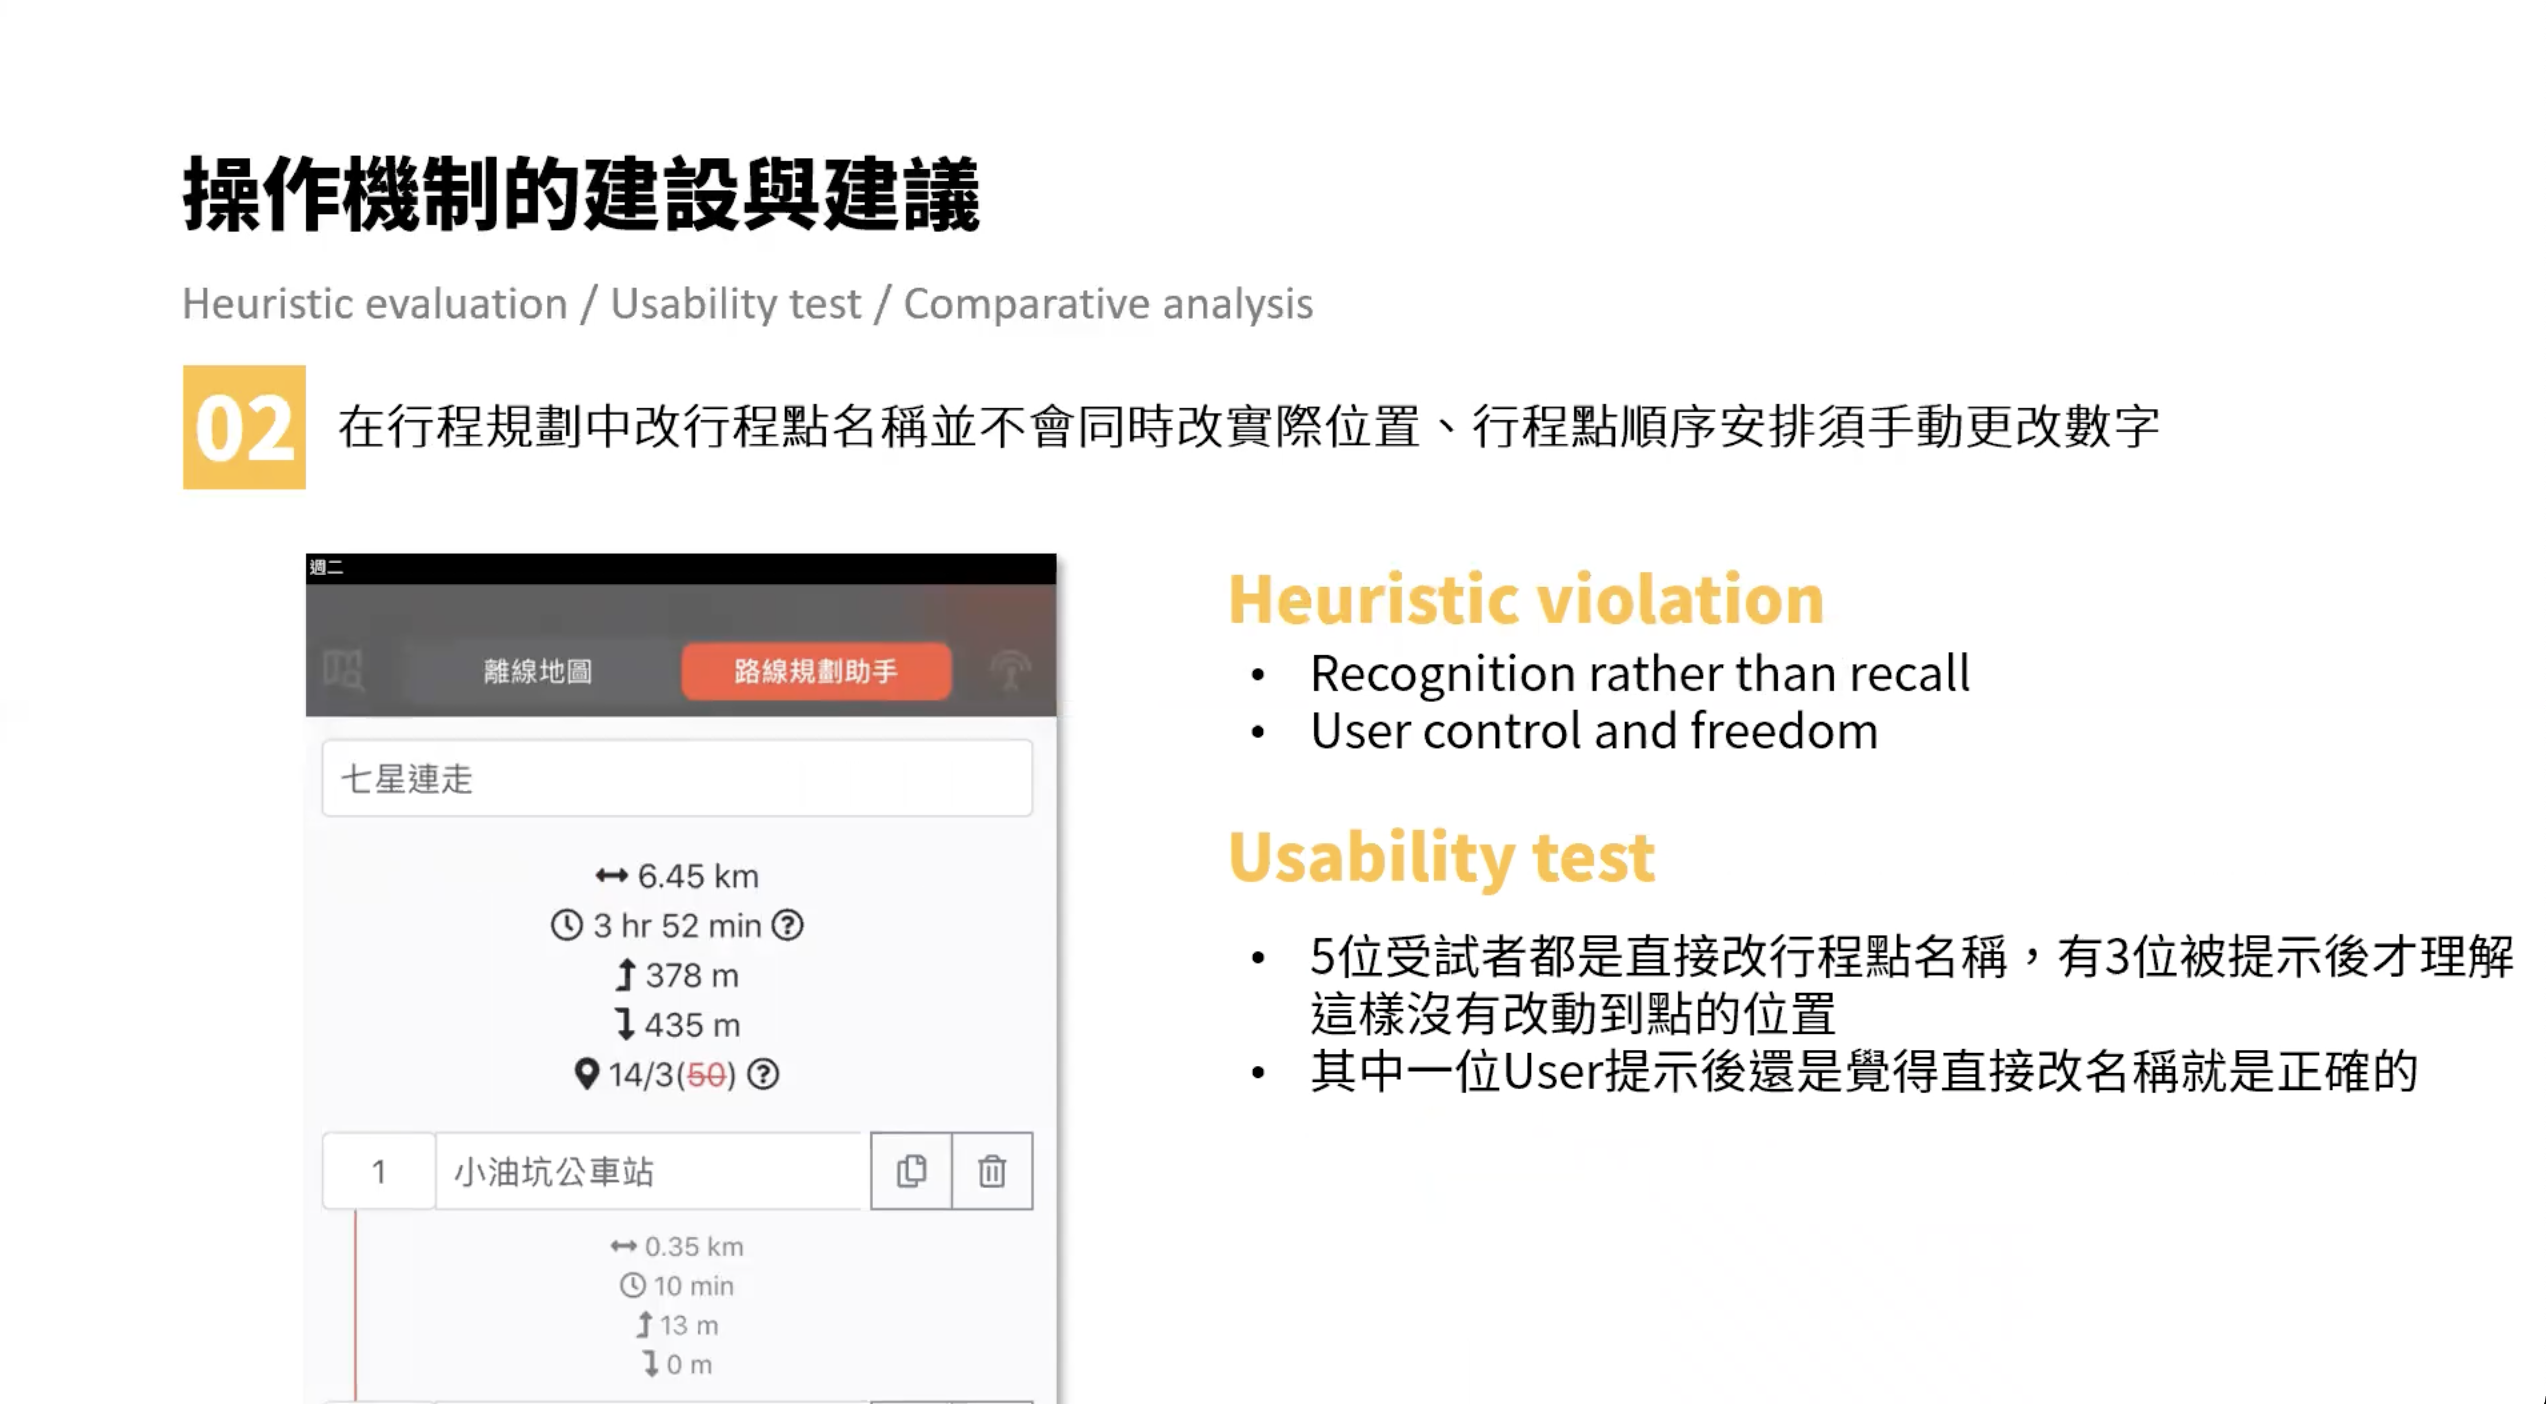 操作機制的建設與建議
Heuristic evaluation / Usability test / Comparative analysis
02 在行程規劃中改行程點名稱並不會同時改實際位置、行程點順序安排須手動更改數字
週二
離線地圖 路線規劃助手
七星連走
6.45 km
3 hr 52 min
378 m
435 m
14/3(50)
1 小油坑公車站
0.35 km
10 min
13 m
0 m
Heuristic violation
• Recognition rather than recall
• User control and freedom
Usability test
• 5位受試者都是直接改行程點名稱，有3位被提示後才理解
這樣沒有改動到點的位置
• 其中一位User提示後還是覺得直接改名稱就是正確的